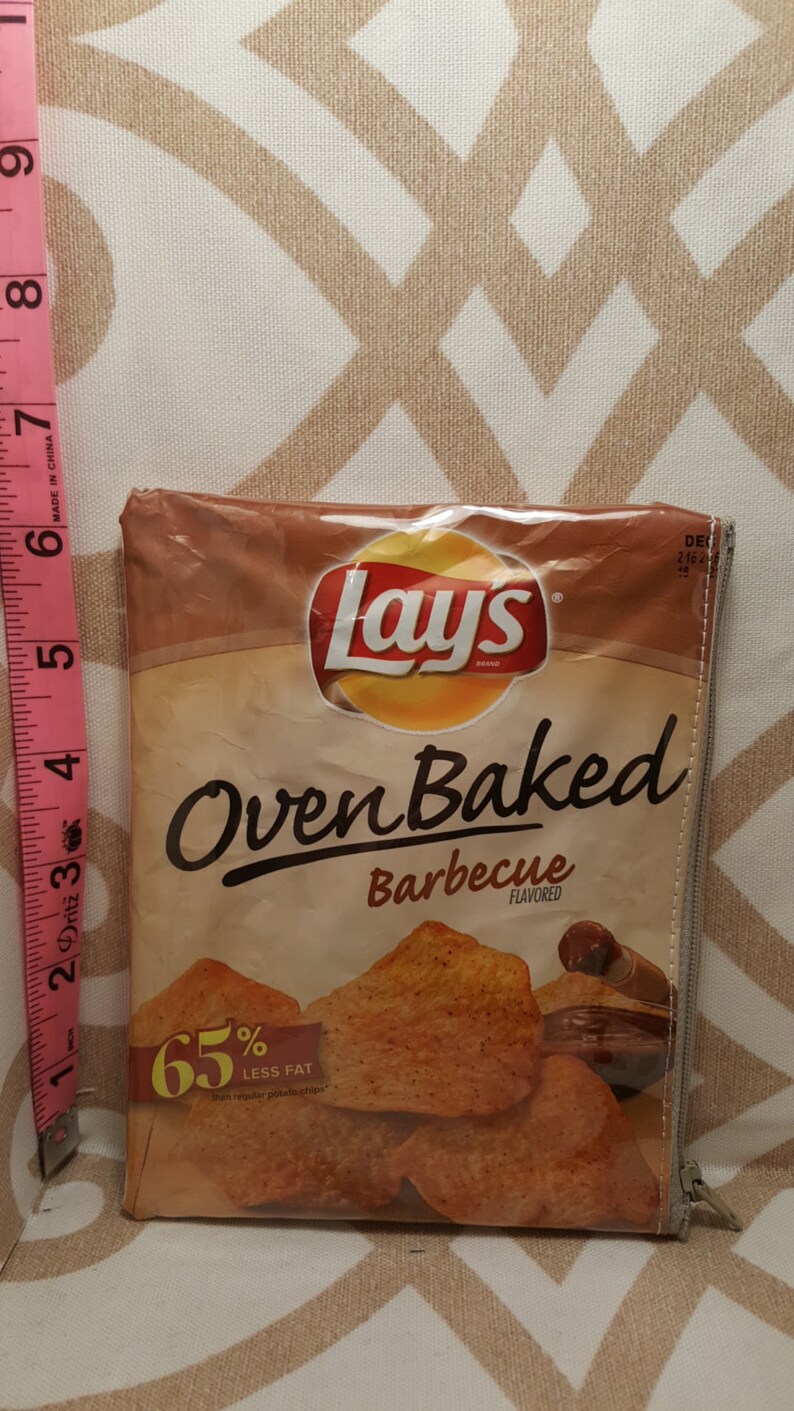 9
8
7
MADE IN CHINA
6
5
4
3
Dritz
2
INCH
1
Lay's
®
BRAND
DEC
Oven Baked
Barbecue
FLAVORED
65%
LESS FAT
than regular potato chips*